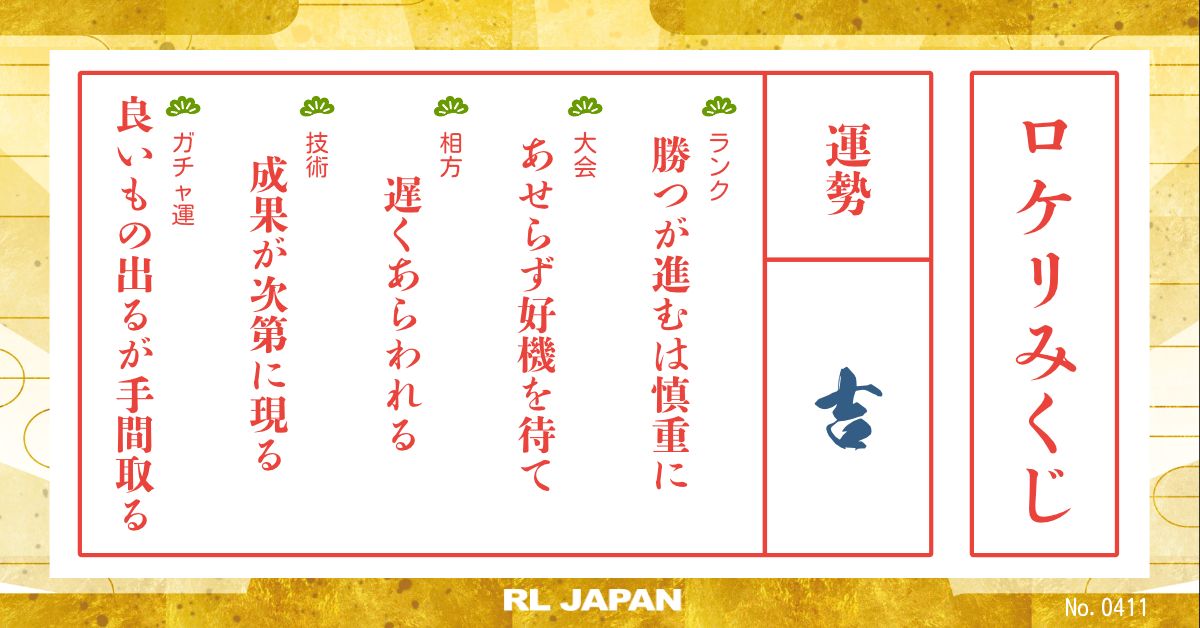 ロケリみくじ
運勢
吉
ランク
勝つが進むは慎重に
大会
あせらず好機を待て
相方
遅くあらわれる
技術
成果が次第に現る
ガチャ運
良いもの出るが手間取る
RL JAPAN
No. 0411